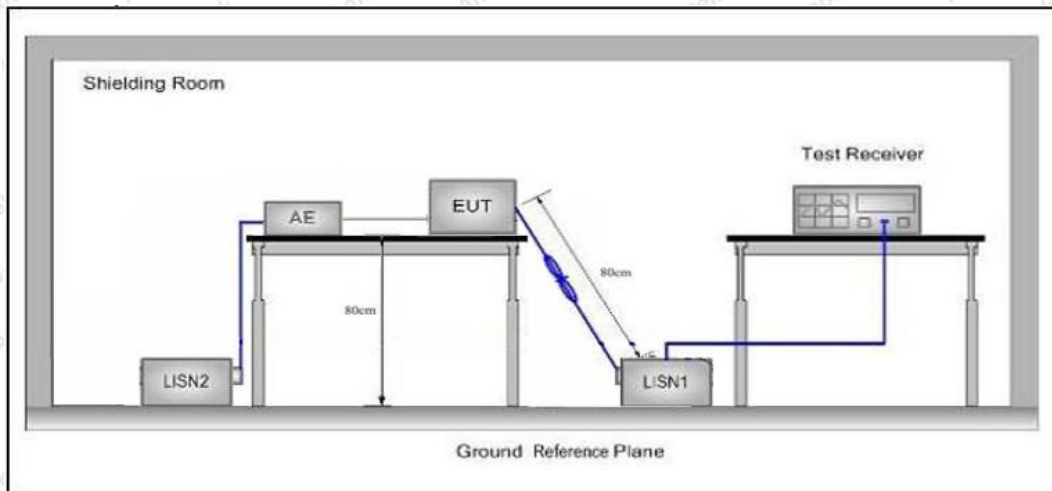 Shielding Room
Test Receiver
AE
EUT
80cm
80cm
LISN2
LISN1
Ground Reference Plane